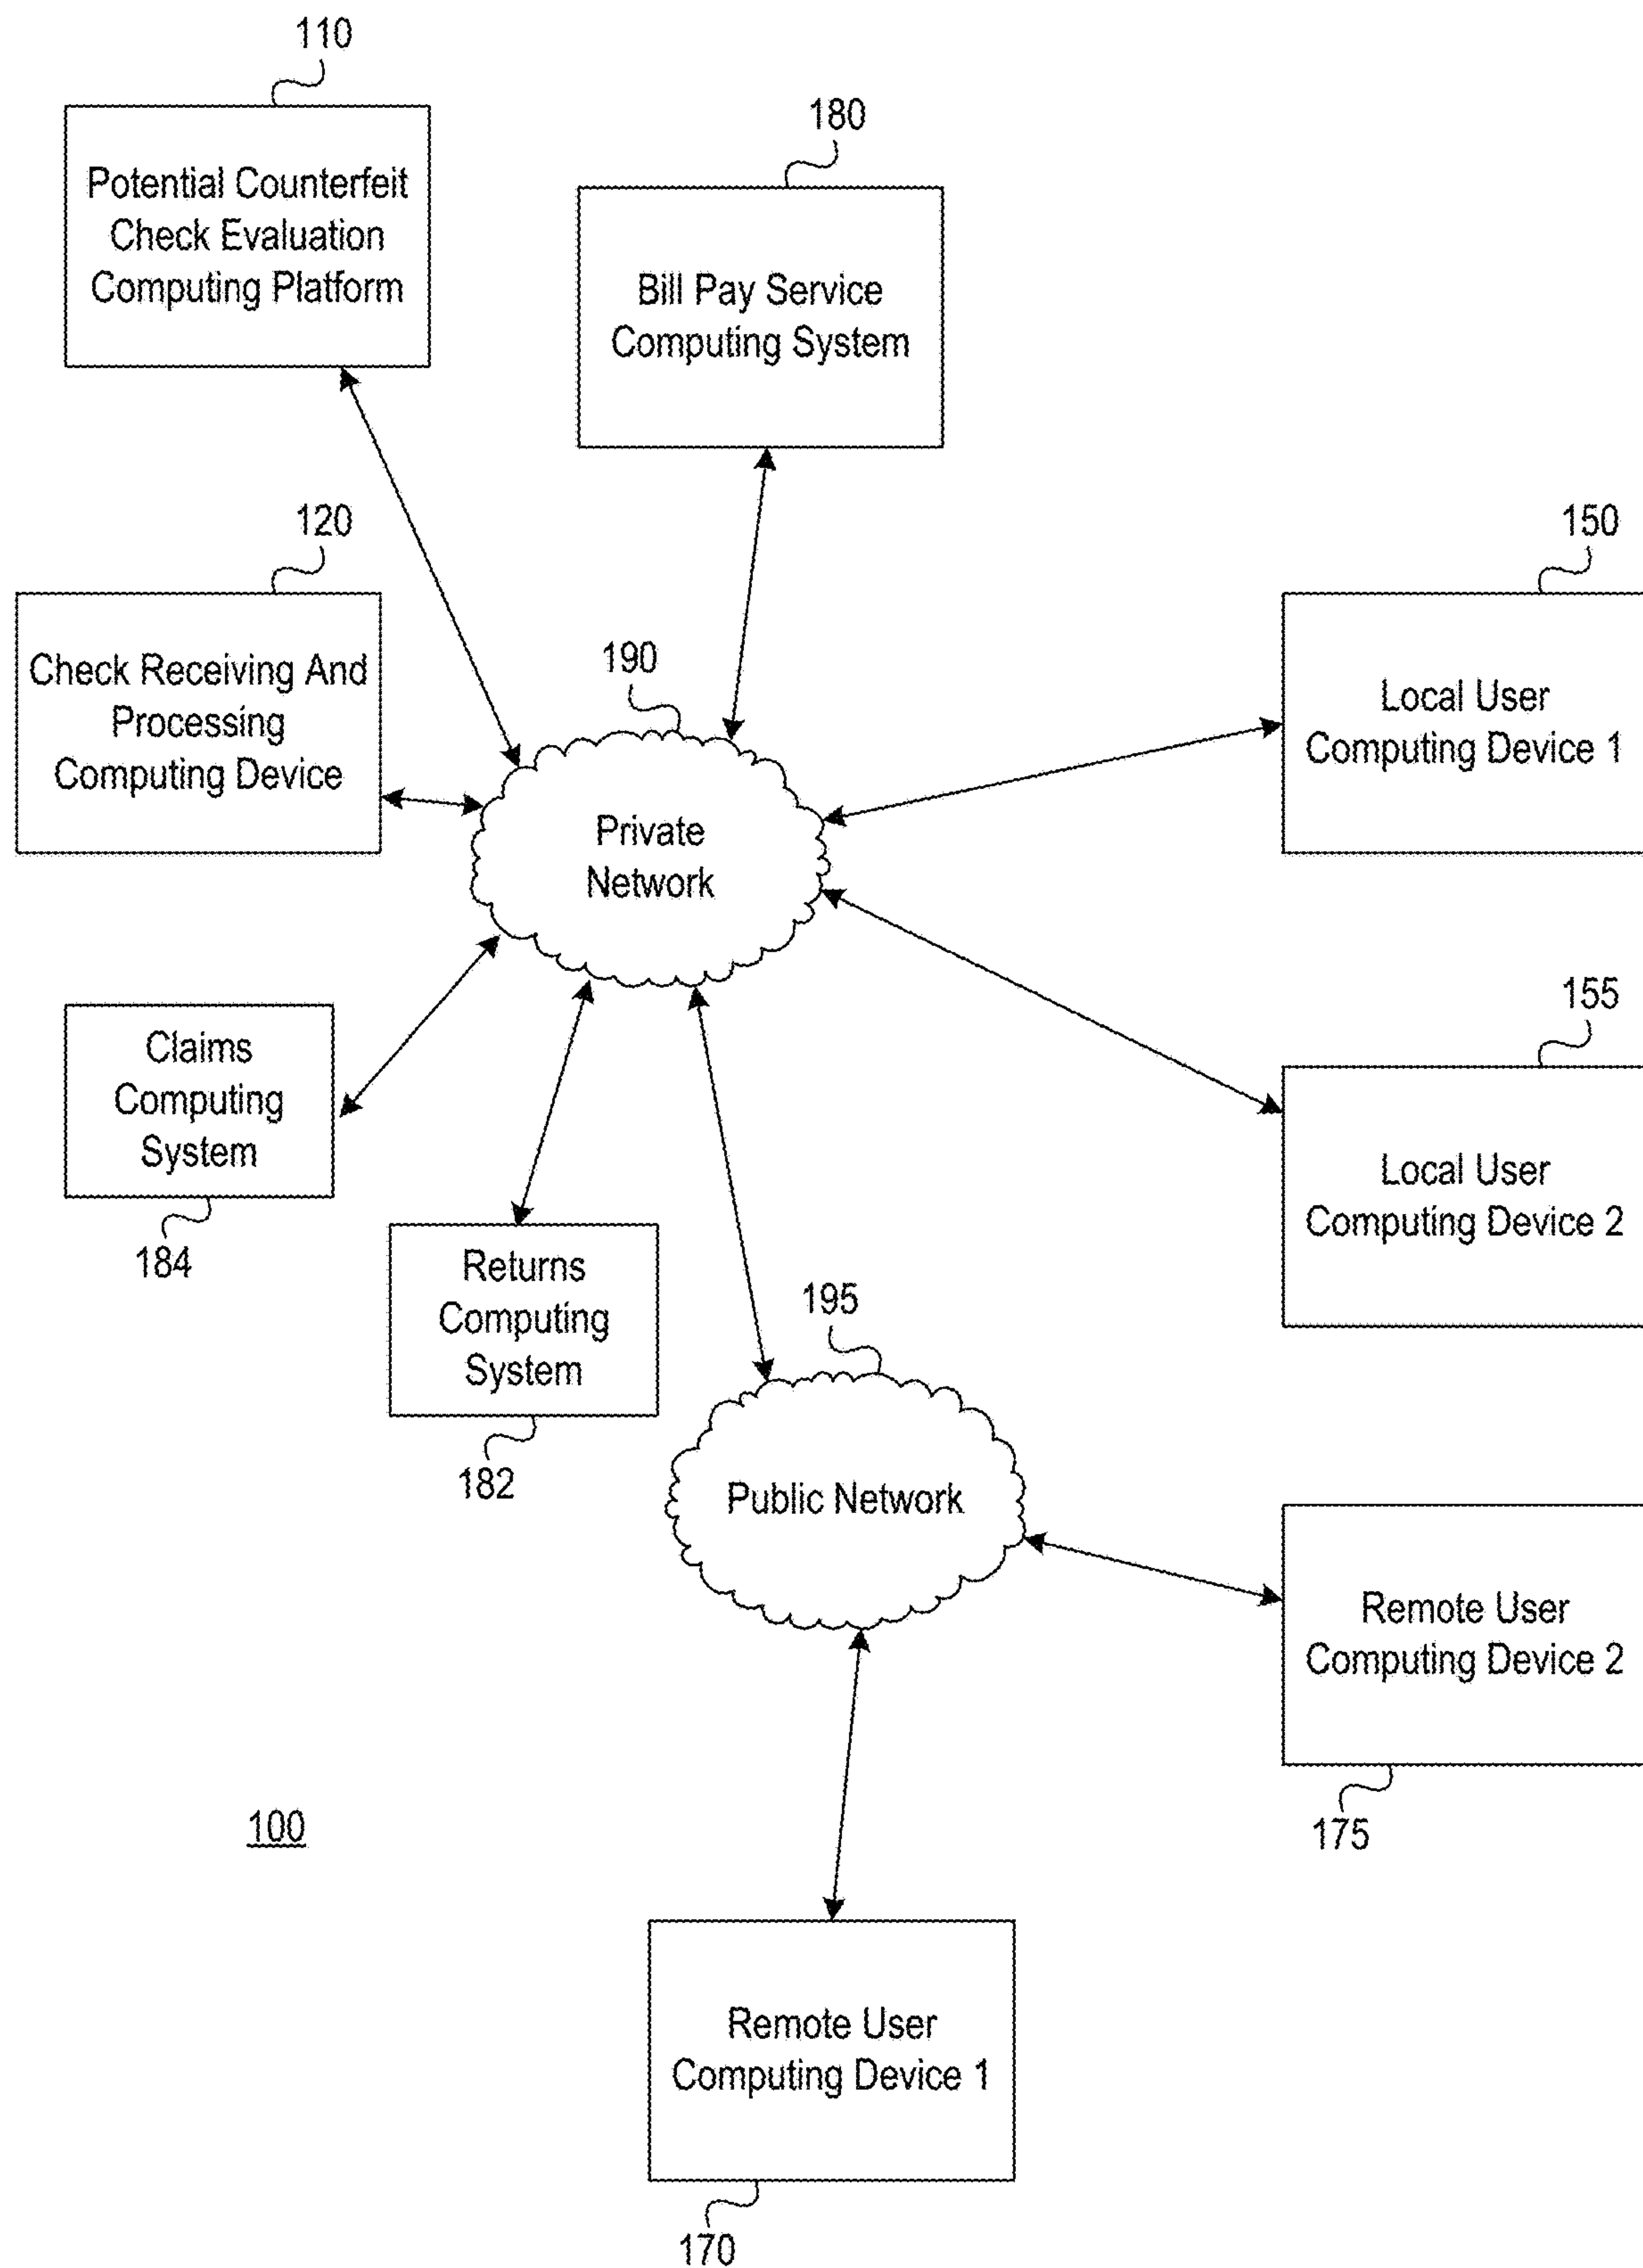 110
Potential Counterfeit
Check Evaluation
Computing Platform
180
Bill Pay Service
Computing System
120
Check Receiving And
Processing
Computing Device
190
Private
Network
150
Local User
Computing Device 1
155
Local User
Computing Device 2
Claims
Computing
System
184
Returns
Computing
System
182
195
Public Network
Remote User
Computing Device 2
175
100
Remote User
Computing Device 1
170